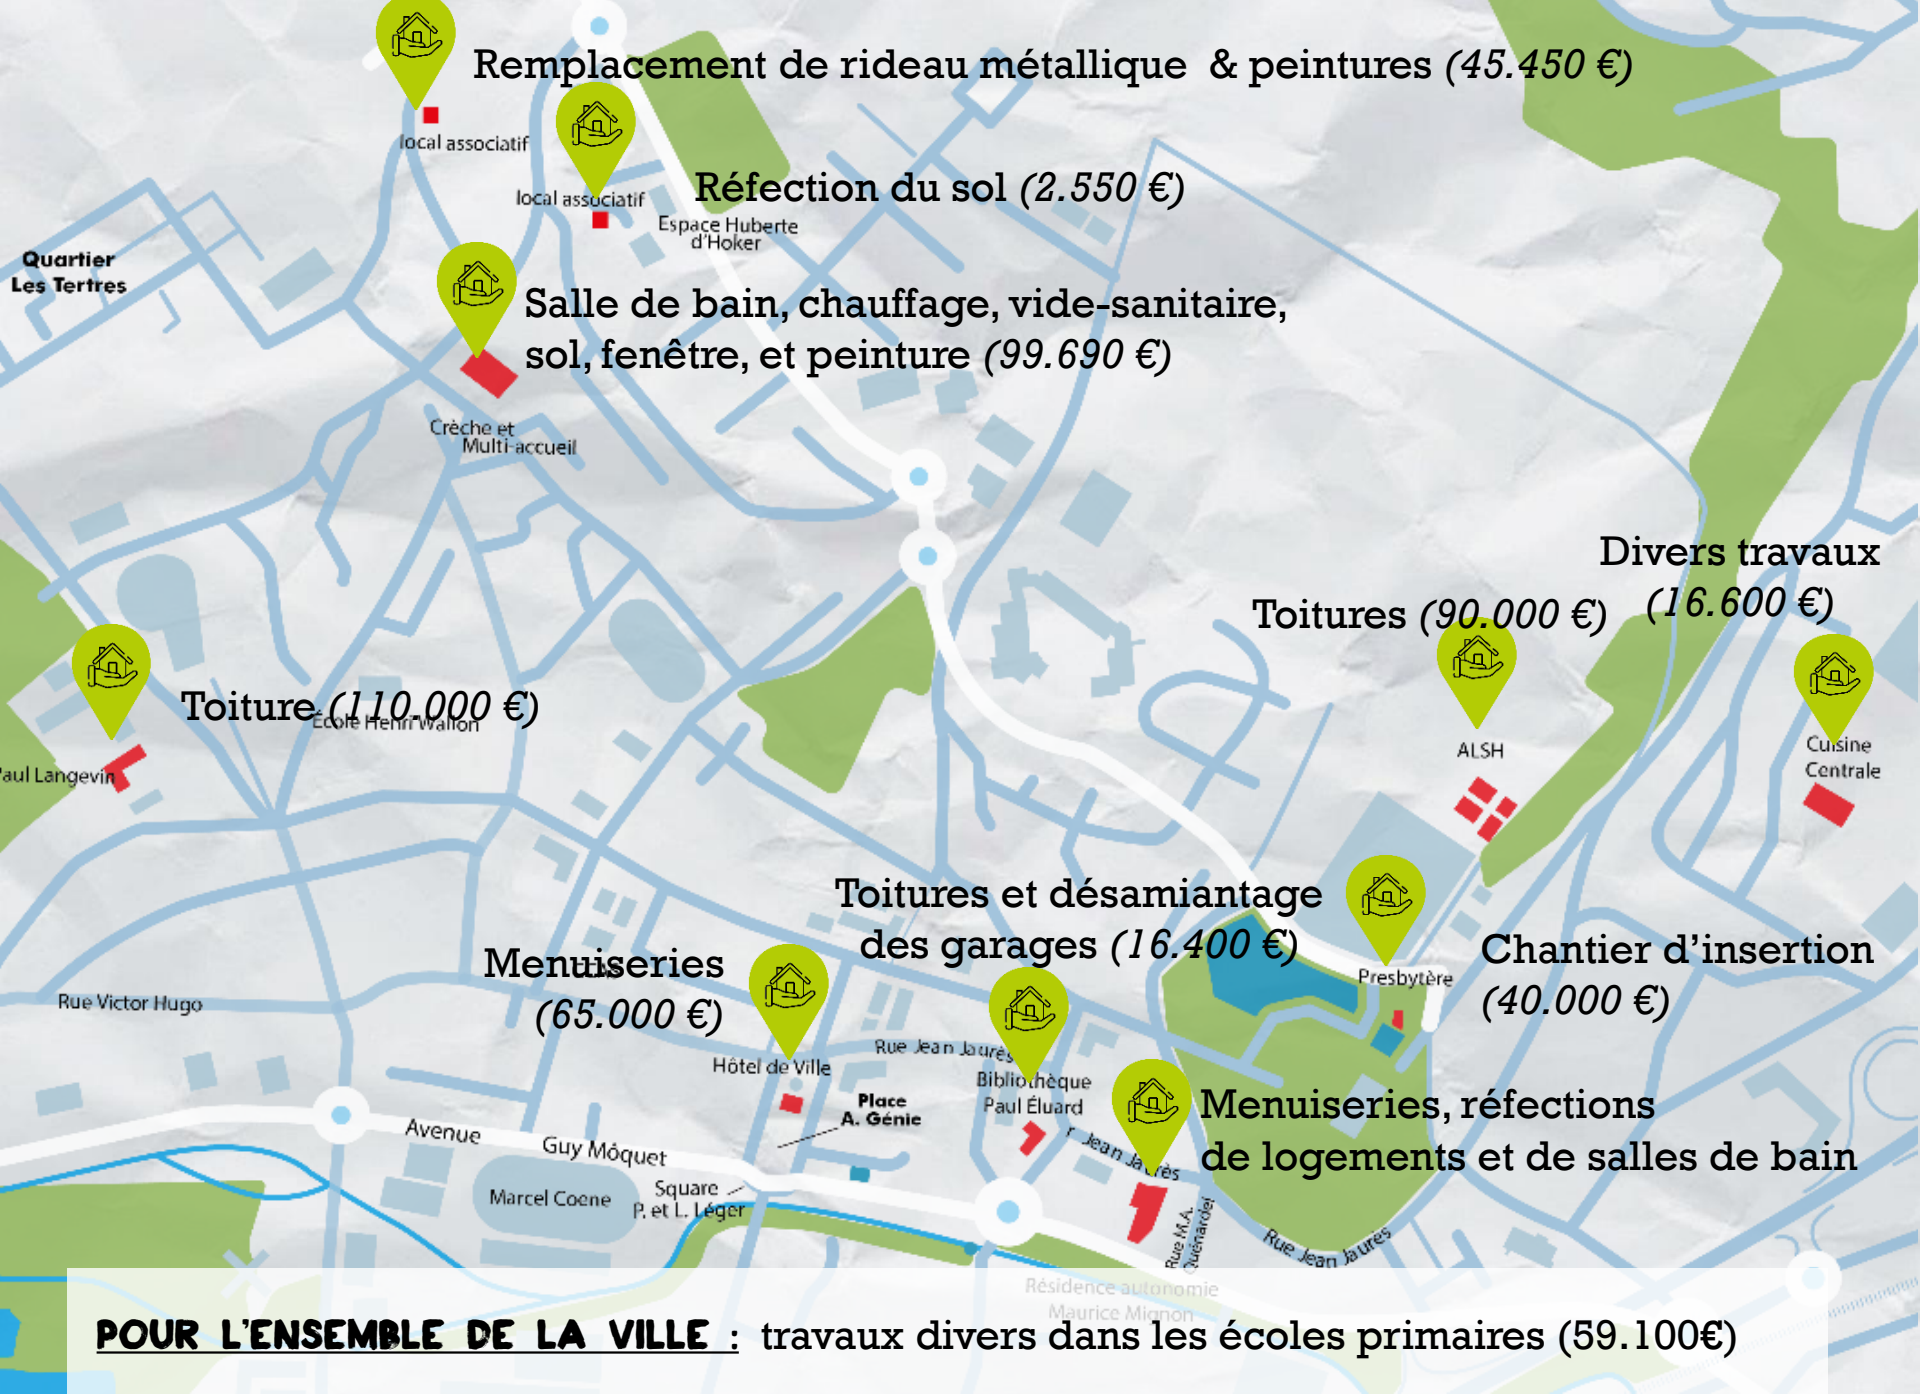 Remplacement de rideau métallique & peintures (45.450 €)
local associatif
Réfection du sol (2.550 €)
local associatif
Espace Huberte
d'Hoker
Quartier
Les Tertres
Salle de bain, chauffage, vide-sanitaire,
sol, fenêtre, et peinture (99.690 €)
Crèche et
Multi-accueil
Divers travaux
(16.600 €)
Toitures (90.000 €)
Toiture (110.000 €)
École Henri Wallon
Paul Langevin
ALSH
Cuisine
Centrale
Toitures et désamiantage
des garages (16.400 €)
Menuiseries
(65.000 €)
Chantier d'insertion
(40.000 €)
Presbytère
Rue Victor Hugo
Rue Jean Jaurès
Hôtel de Ville
Bibliothèque
Paul Éluard
Place
A. Génie
Menuiseries, réfections
de logements et de salles de bain
r Jean Jaurès
Avenue
Guy Môquet
Marcel Coene
Square
P. et L. Léger
Rue M.A.
Quénardel
Rue Jean Jaurès
Résidence autonomie
Maurice Mignon
POUR L'ENSEMBLE DE LA VILLE : travaux divers dans les écoles primaires (59.100€)